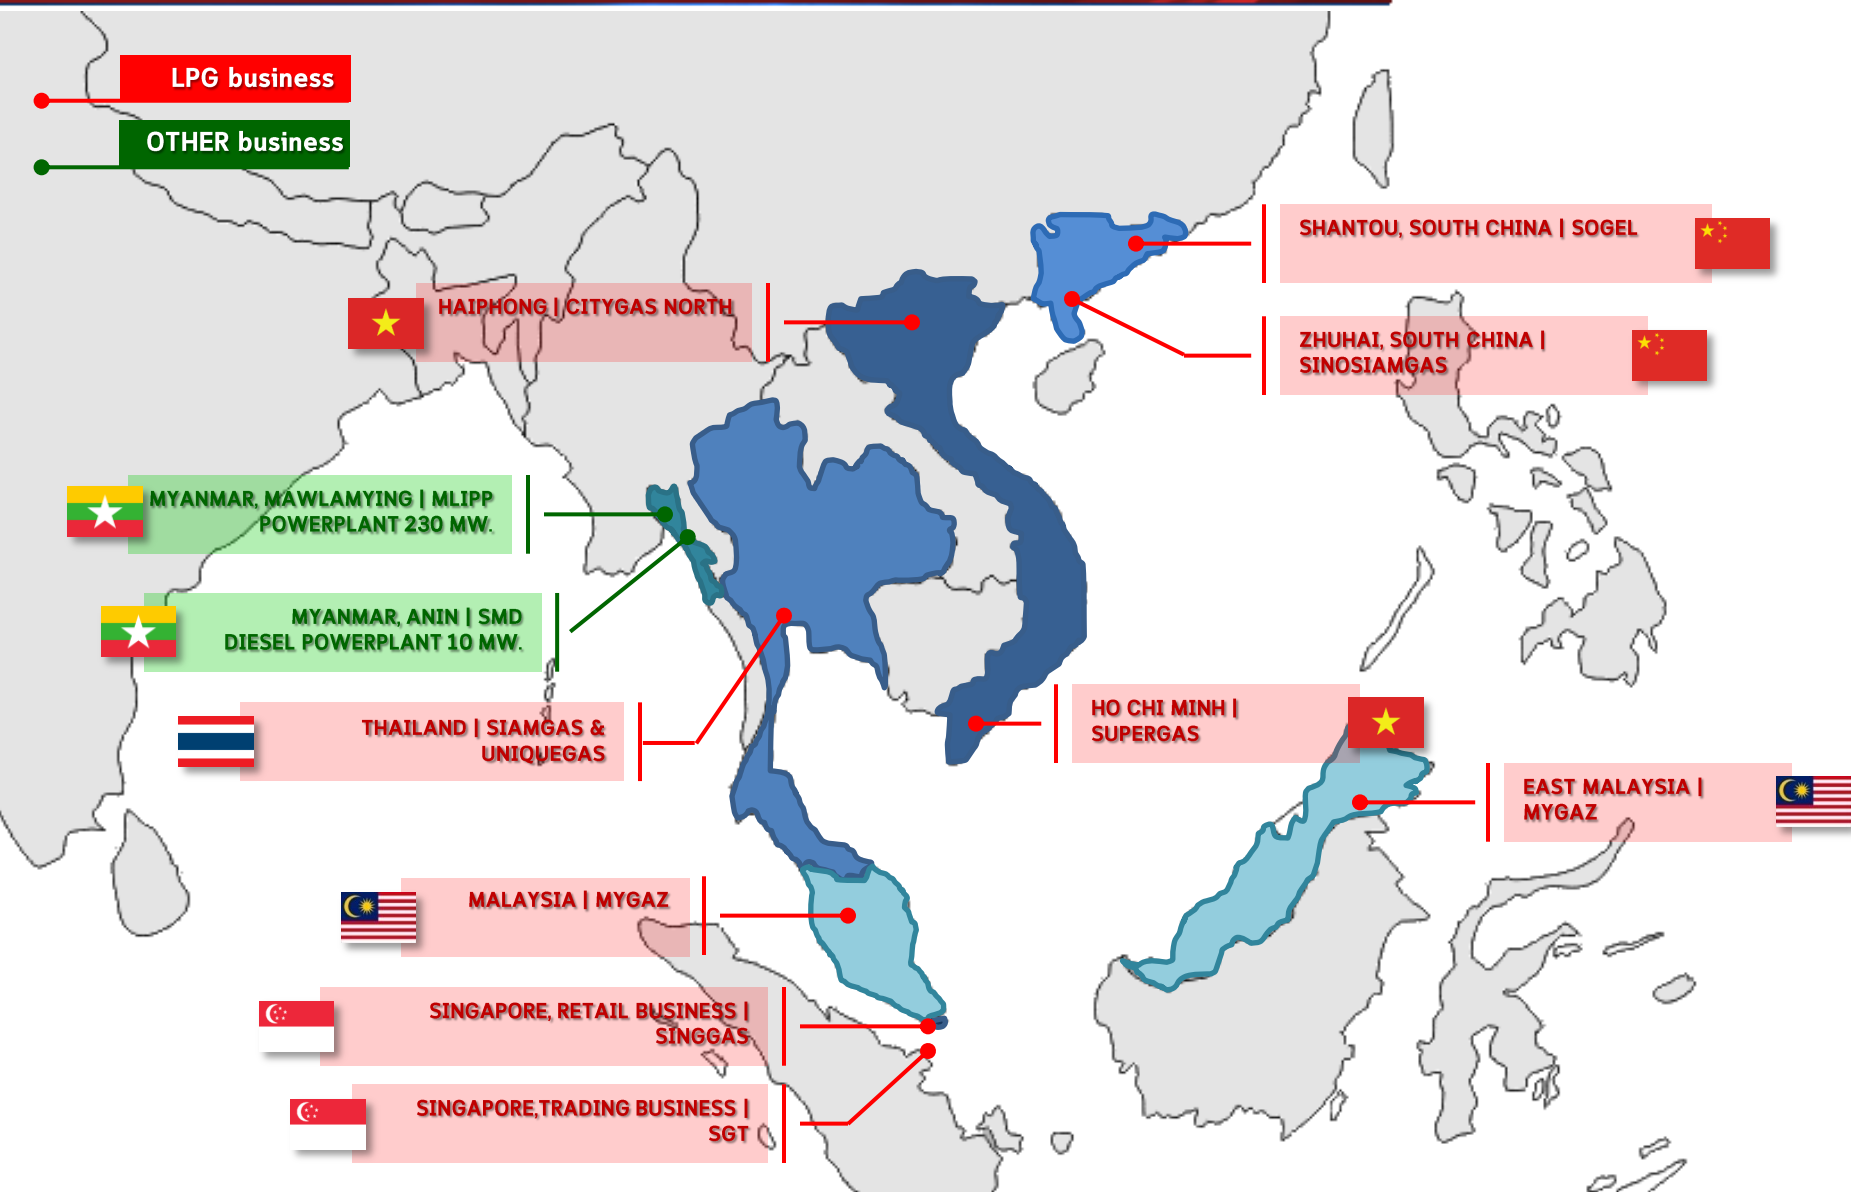 LPG business
OTHER business
SHANTOU, SOUTH CHINA | SOGEL
HAIPHONG | CITYGAS NORTH
ZHUHAI, SOUTH CHINA |
SINOSIAMGAS
MYANMAR, MAWLAMYING | MLIPP
POWERPLANT 230 MW.
MYANMAR, ANIN | SMD
DIESEL POWERPLANT 10 MW.
THAILAND | SIAMGAS &
UNIQUEGAS
HO CHI MINH |
SUPERGAS
EAST MALAYSIA |
MYGAZ
MALAYSIA | MYGAZ
SINGAPORE, RETAIL BUSINESS |
SINGGAS
SINGAPORE,TRADING BUSINESS |
SGT